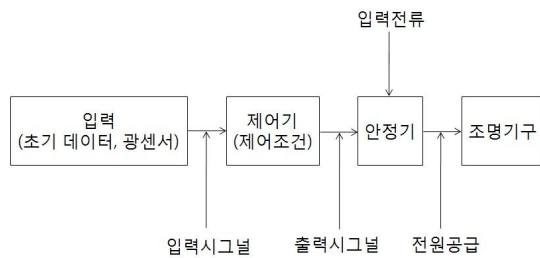 입력전류
입력
(초기 데이터, 광센서)
제어기
(제어조건)
안정기
조명기구
입력시그널
출력시그널
전원공급